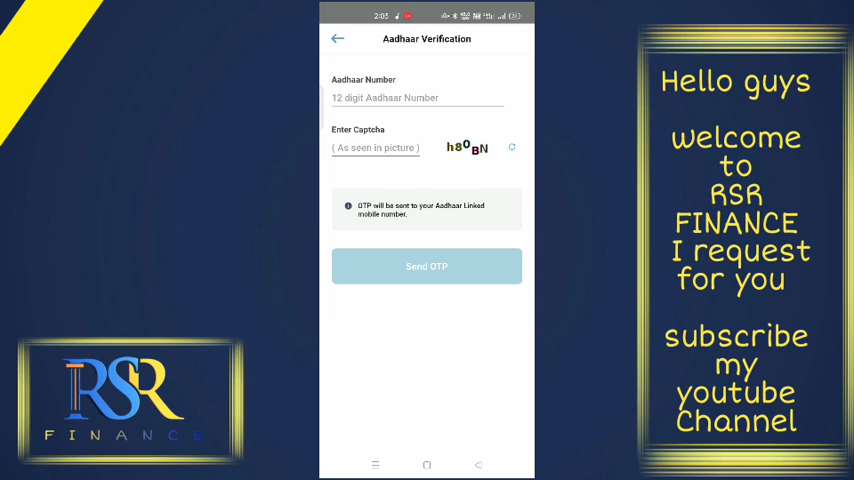 2:03
Aadhaar Verification
Aadhaar Number
12 digit Aadhaar Number
Enter Captcha
( As seen in picture )
h80BN
OTP will be sent to your Aadhaar Linked
mobile number.
Send OTP
RSR
FINANCE
Hello guys
welcome
to
RSR
FINANCE
I request
for you
subscribe
my
youtube
Channel